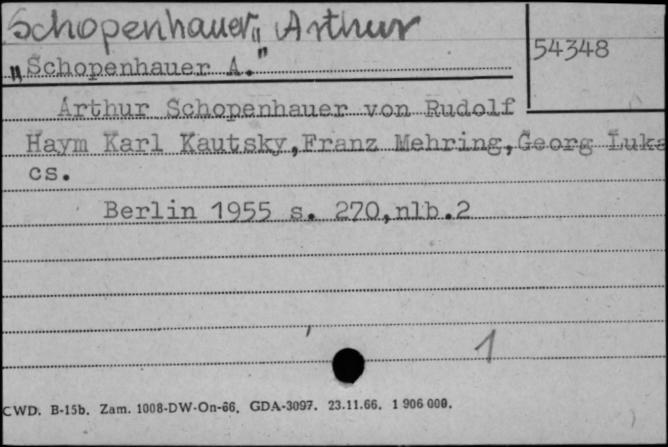 Schopenhauer„ Arthur
„Schopenhauer A."
54348
Arthur Schopenhauer von Rudolf
Haym Karl Kautsky,Franz Mehring,Georg Luka
cs.
Berlin 1955 s. 270,nlb.2
1
CWD. B-15b. Zam. 1008-DW-On-66. GDA-3097. 23.11.66. 1 906 000.